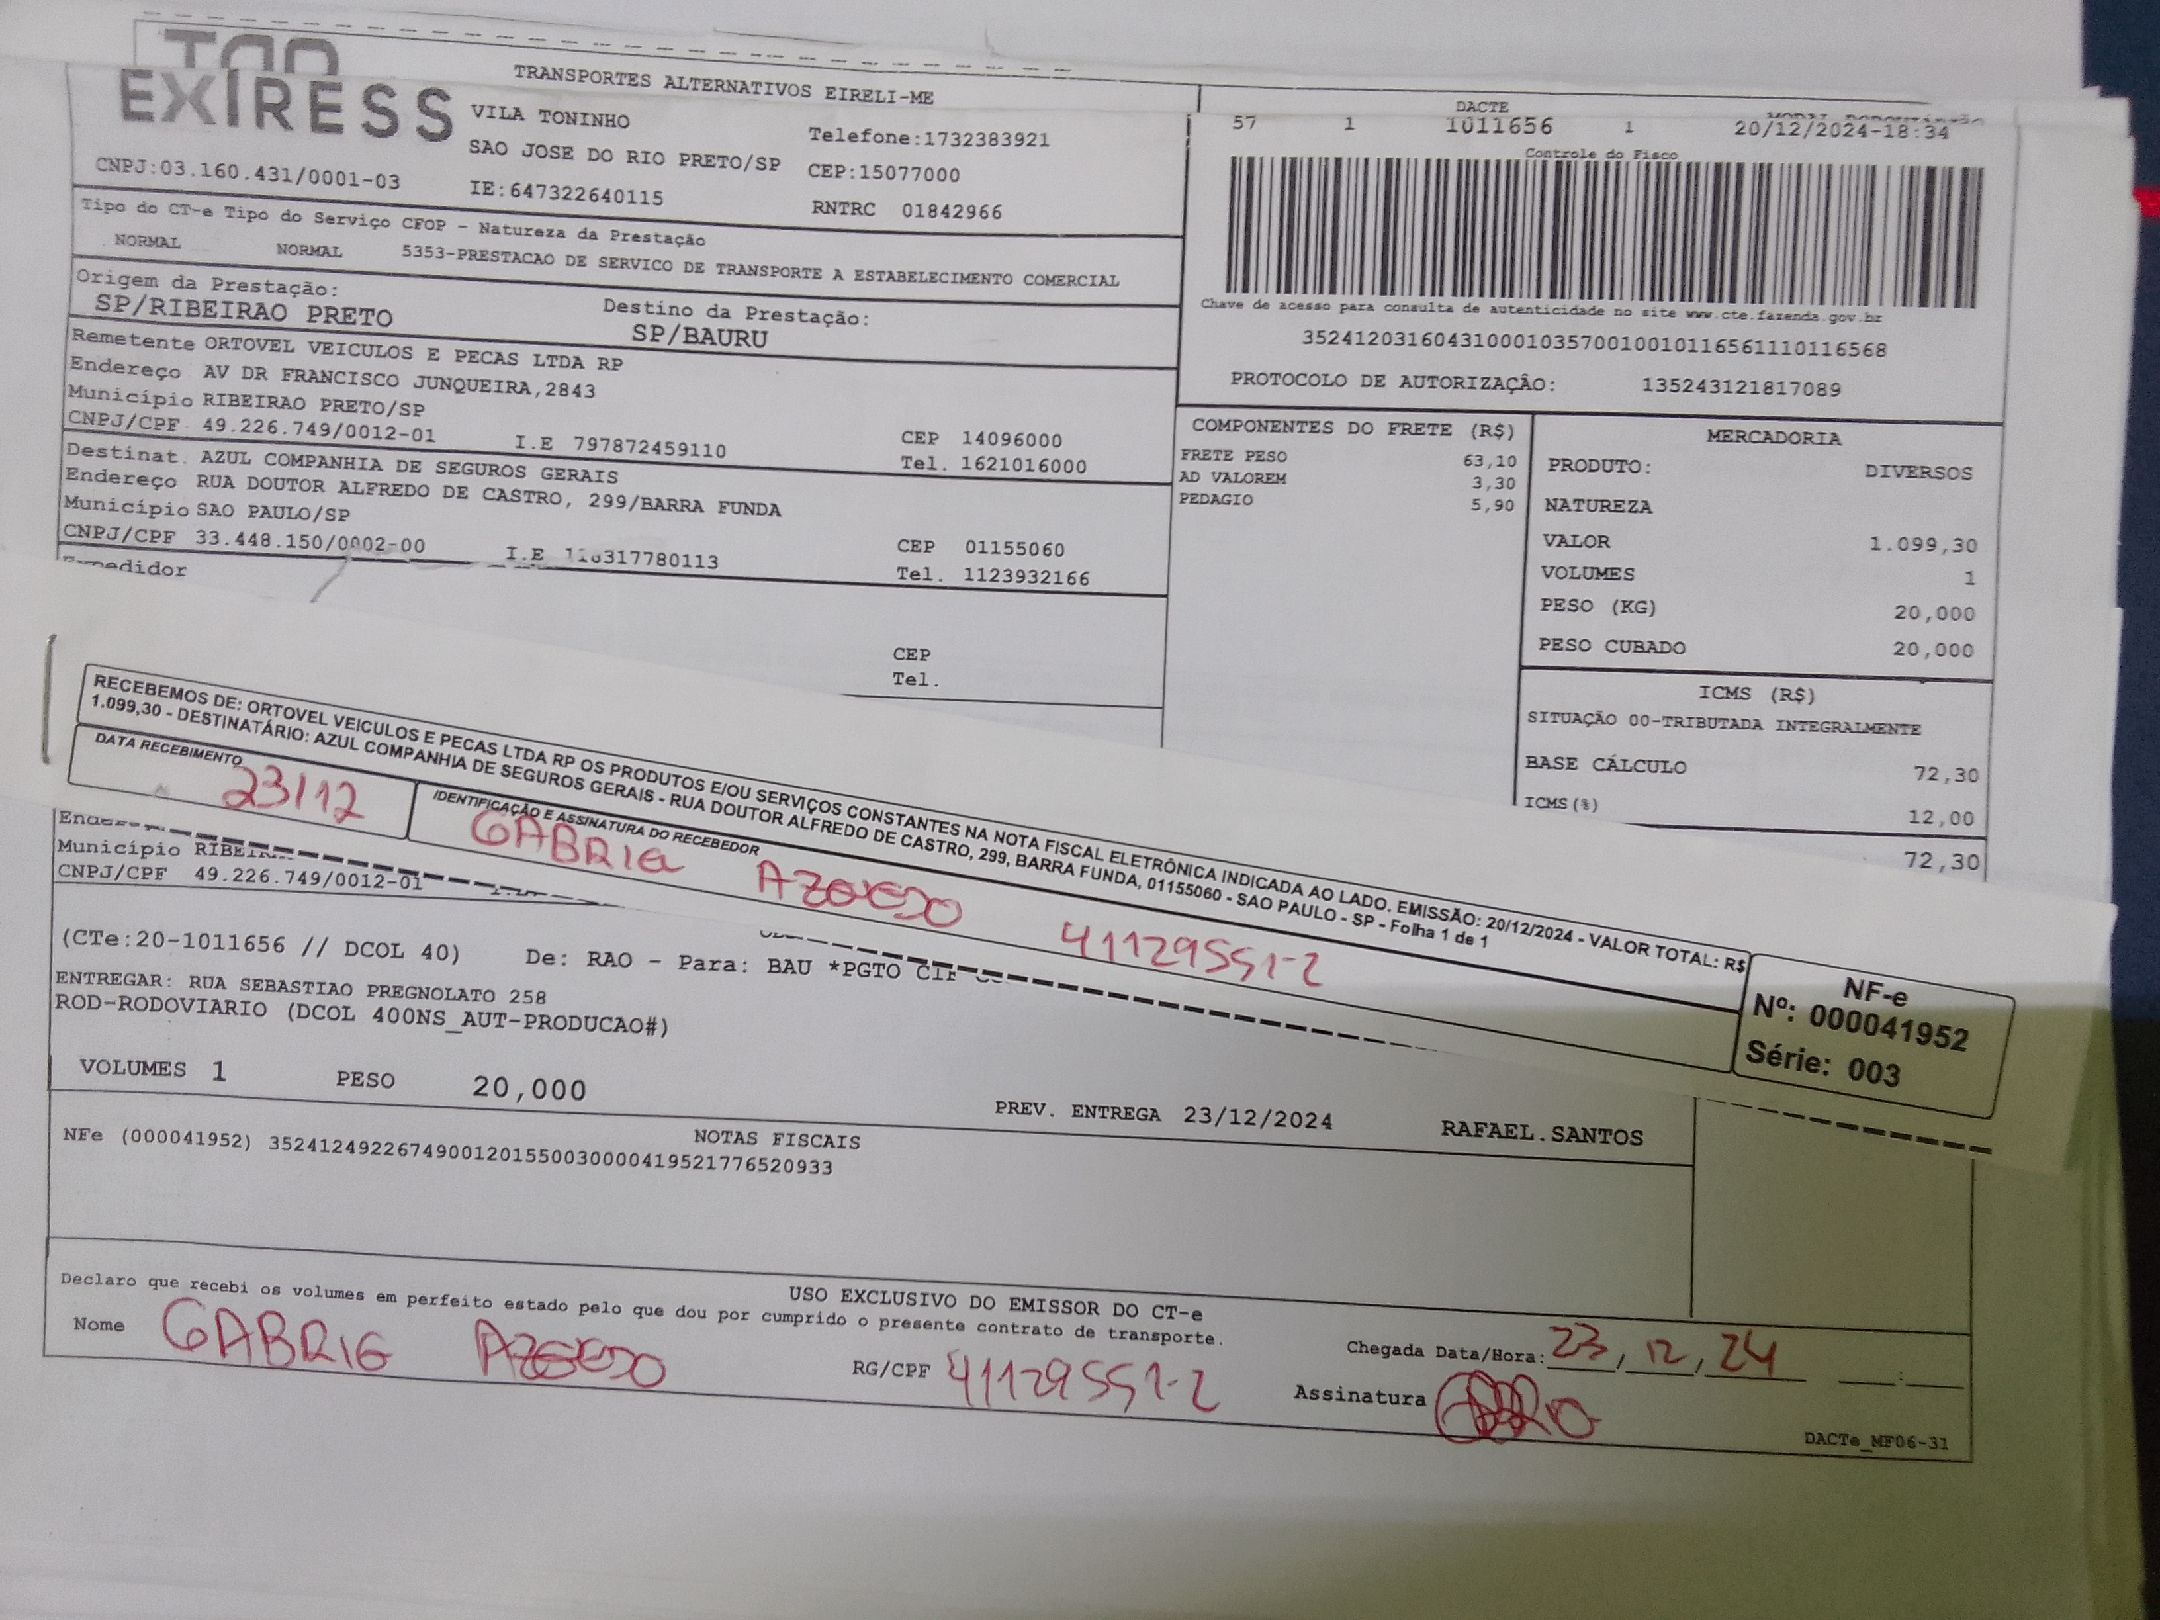 EXIRESS
TRANSPORTES ALTERNATIVOS EIRELI-ME
VILA TONINHO
Telefone:1732383921
SAO JOSE DO RIO PRETO/SP CEP:15077000
CNPJ:03.160.431/0001-03 IE:647322640115 RNTRC 01842966
Tipo do CT-e Tipo do Serviço CFOP - Natureza da Prestação
NORMAL NORMAL 5353-PRESTACAO DE SERVICO DE TRANSPORTE A ESTABELECIMENTO COMERCIAL
Origem da Prestação: Destino da Prestação:
SP/RIBEIRAO PRETO SP/BAURU
Remetente ORTOVEL VEICULOS E PECAS LTDA RP
Endereço AV DR FRANCISCO JUNQUEIRA,2843
Município RIBEIRAO PRETO/SP CEP 14096000
CNPJ/CPF 49.226.749/0012-01 I.E 797872459110 Tel. 1621016000
Destinat. AZUL COMPANHIA DE SEGUROS GERAIS
Endereço RUA DOUTOR ALFREDO DE CASTRO, 299/BARRA FUNDA
Município SAO PAULO/SP CEP 01155060
CNPJ/CPF 33.448.150/0002-00 I.E 317780113 Tel. 1123932166
CEP
Tel.
DACTE
57 1 1011656 1 20/12/2024-18:34
Controle do Fisco
Chave de acesso para consulta de autenticidade no site www.cte.fazenda.gov.br
35241203160431000103570010010116561110116568
PROTOCOLO DE AUTORIZAÇÃO: 135243121817089
COMPONENTES DO FRETE (R$)
FRETE PESO 63,10
AD VALOREM 3,30
PEDAGIO 5,90
MERCADORIA
PRODUTO: DIVERSOS
NATUREZA
VALOR 1.099,30
VOLUMES 1
PESO (KG) 20,000
PESO CUBADO 20,000
ICMS (R$)
SITUAÇÃO 00-TRIBUTADA INTEGRALMENTE
BASE CÁLCULO 72,30
ICMS(%) 12,00
72,30
RECEBEMOS DE: ORTOVEL VEICULOS E PECAS LTDA RP OS PRODUTOS E/OU SERVIÇOS CONSTANTES NA NOTA FISCAL ELETRÔNICA INDICADA AO LADO. EMISSÃO: 20/12/2024 - VALOR TOTAL: R$
1.099,30 - DESTINATÁRIO: AZUL COMPANHIA DE SEGUROS GERAIS - RUA DOUTOR ALFREDO DE CASTRO, 299, BARRA FUNDA, 01155060 - SAO PAULO - SP - Folha 1 de 1
DATA RECEBIMENTO IDENTIFICAÇÃO E ASSINATURA DO RECEBEDOR
23/12 GABRIG AZEVEDO 41129551-2
NF-e
Nº: 000041952
Série: 003
Município
CNPJ/CPF 49.226.749/0012-01
(CTe:20-1011656 // DCOL 40) De: RAO - Para: BAU *PGTO CIF
ENTREGAR: RUA SEBASTIAO PREGNOLATO 258
ROD-RODOVIARIO (DCOL 400NS_AUT-PRODUCAO#)
VOLUMES 1 PESO 20,000 PREV. ENTREGA 23/12/2024 RAFAEL.SANTOS
NOTAS FISCAIS
NFe (000041952) 35241249226749001201550030000419521776520933
USO EXCLUSIVO DO EMISSOR DO CT-e
Declaro que recebi os volumes em perfeito estado pelo que dou por cumprido o presente contrato de transporte.
Nome GABRIG AZEVEDO RG/CPF 41129551-2
Chegada Data/Hora: 23, 12, 24 :
Assinatura
DACTe_MF06-31